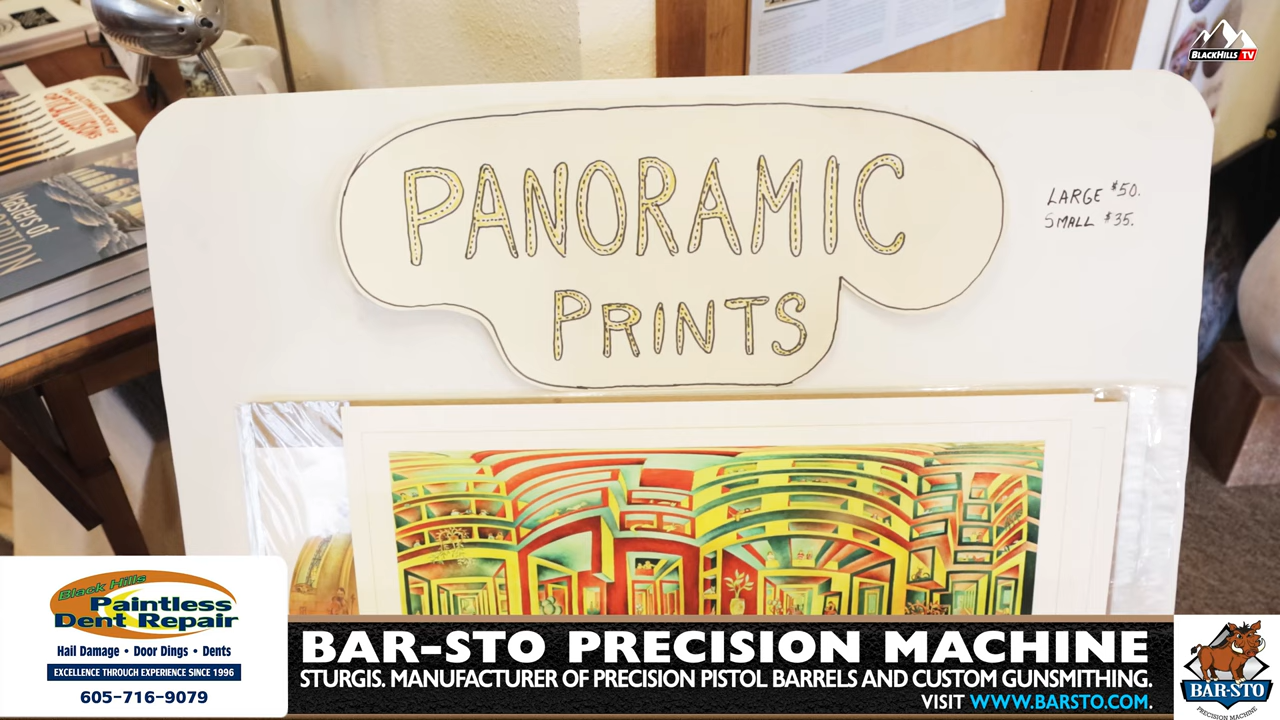 BLACKHILLS TV
PANORAMIC
PRINTS
LARGE $50.
SMALL $35.
Masters of
Black Hills
Paintless
Dent Repair
Hail Damage • Door Dings • Dents
EXCELLENCE THROUGH EXPERIENCE SINCE 1996
605-716-9079
BAR-STO PRECISION MACHINE
STURGIS. MANUFACTURER OF PRECISION PISTOL BARRELS AND CUSTOM GUNSMITHING.
VISIT WWW.BARSTO.COM.
BAR-STO
PRECISION MACHINE